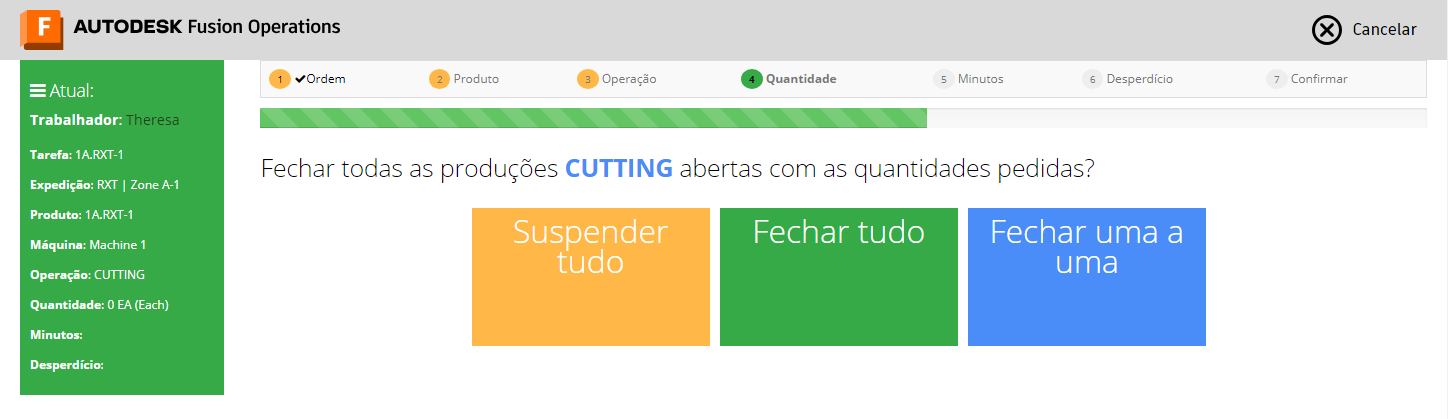 AUTODESK Fusion Operations
Cancelar
1 Ordem
2 Produto
3 Operação
4 Quantidade
5 Minutos
6 Desperdício
7 Confirmar
Atual:
Trabalhador: Theresa
Tarefa: 1A.RXT-1
Expedição: RXT | Zone A-1
Produto: 1A.RXT-1
Máquina: Machine 1
Operação: CUTTING
Quantidade: 0 EA (Each)
Minutos:
Desperdício:
Fechar todas as produções CUTTING abertas com as quantidades pedidas?
Suspender
tudo
Fechar tudo
Fechar uma a
uma